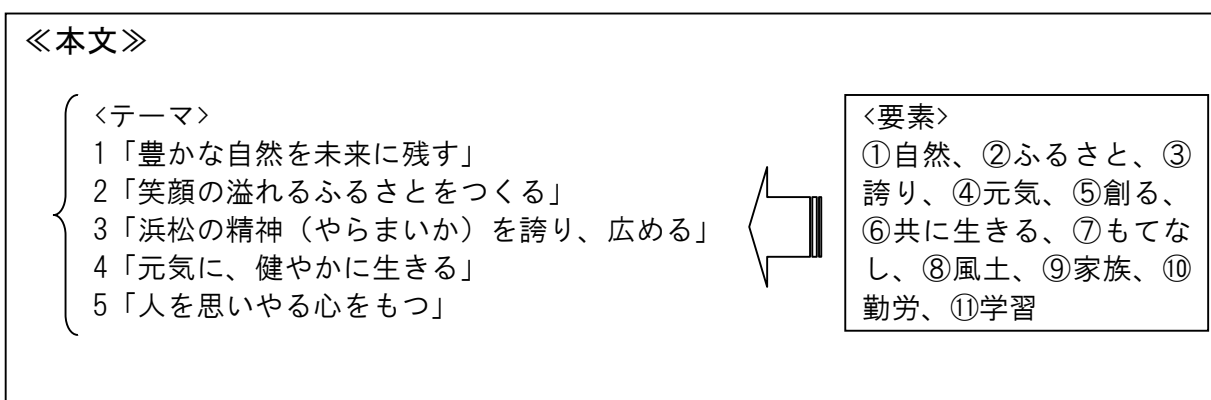 ≪本文≫
<テーマ>
1「豊かな自然を未来に残す」
2「笑顔の溢れるふるさとをつくる」
3「浜松の精神（やらまいか）を誇り、広める」
4「元気に、健やかに生きる」
5「人を思いやる心をもつ」
<要素>
①自然、②ふるさと、③
誇り、④元気、⑤創る、
⑥共に生きる、⑦もてな
し、⑧風土、⑨家族、⑩
勤労、⑪学習